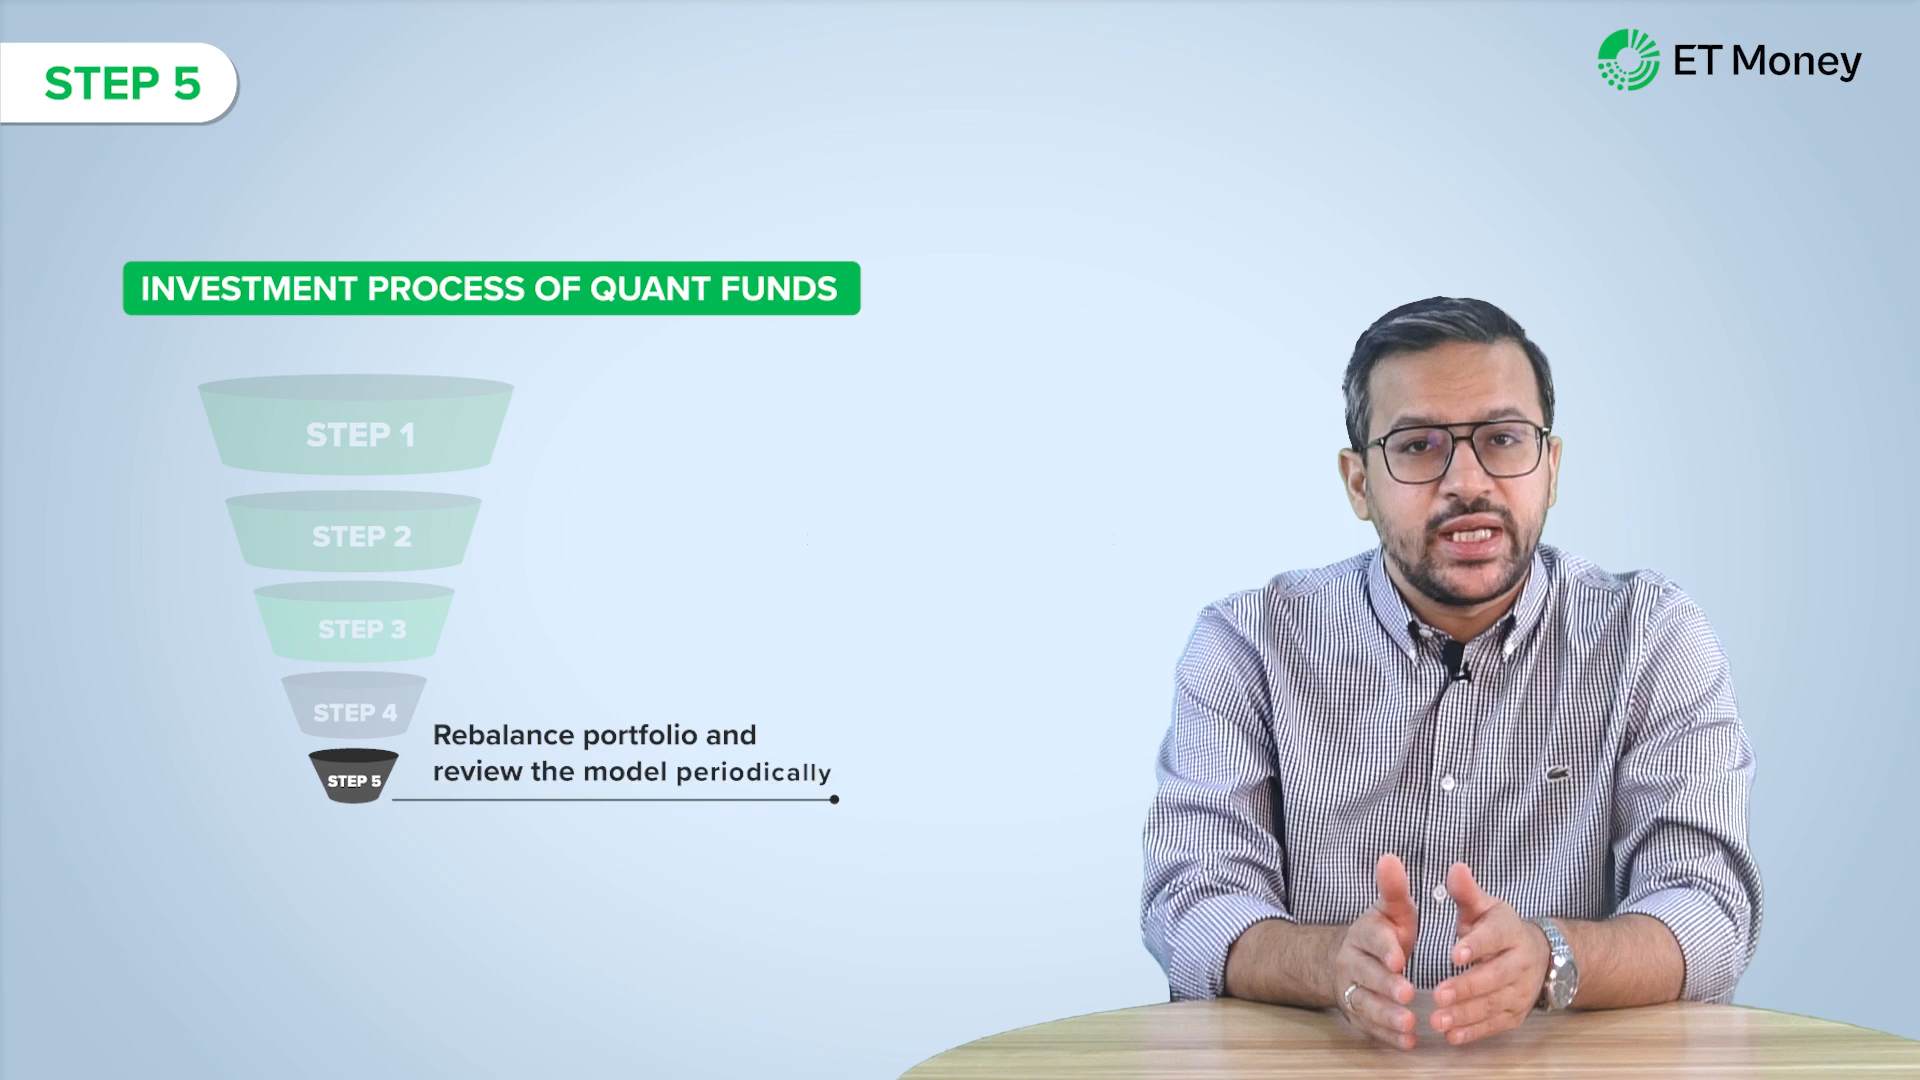 STEP 5
ET Money
INVESTMENT PROCESS OF QUANT FUNDS
STEP 1
STEP 2
STEP 3
STEP 4
Rebalance portfolio and
review the model periodically
STEP 5